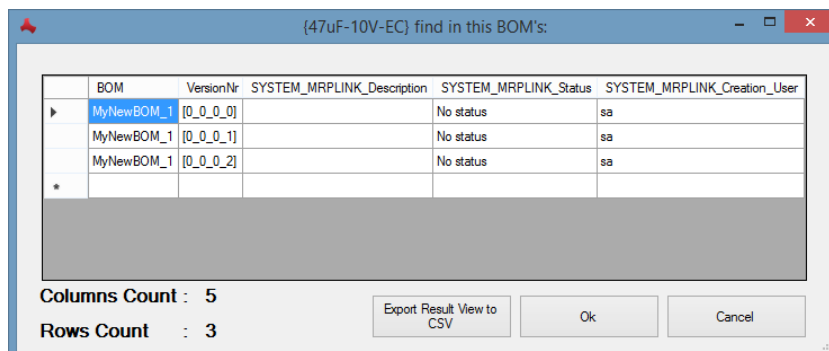 {47uF-10V-EC} find in this BOM's:
BOM VersionNr SYSTEM_MRPLINK_Description SYSTEM_MRPLINK_Status SYSTEM_MRPLINK_Creation_User
MyNewBOM_1 [0_0_0_0] No status sa
MyNewBOM_1 [0_0_0_1] No status sa
MyNewBOM_1 [0_0_0_2] No status sa
Columns Count : 5
Rows Count : 3
Export Result View to
CSV
Ok
Cancel